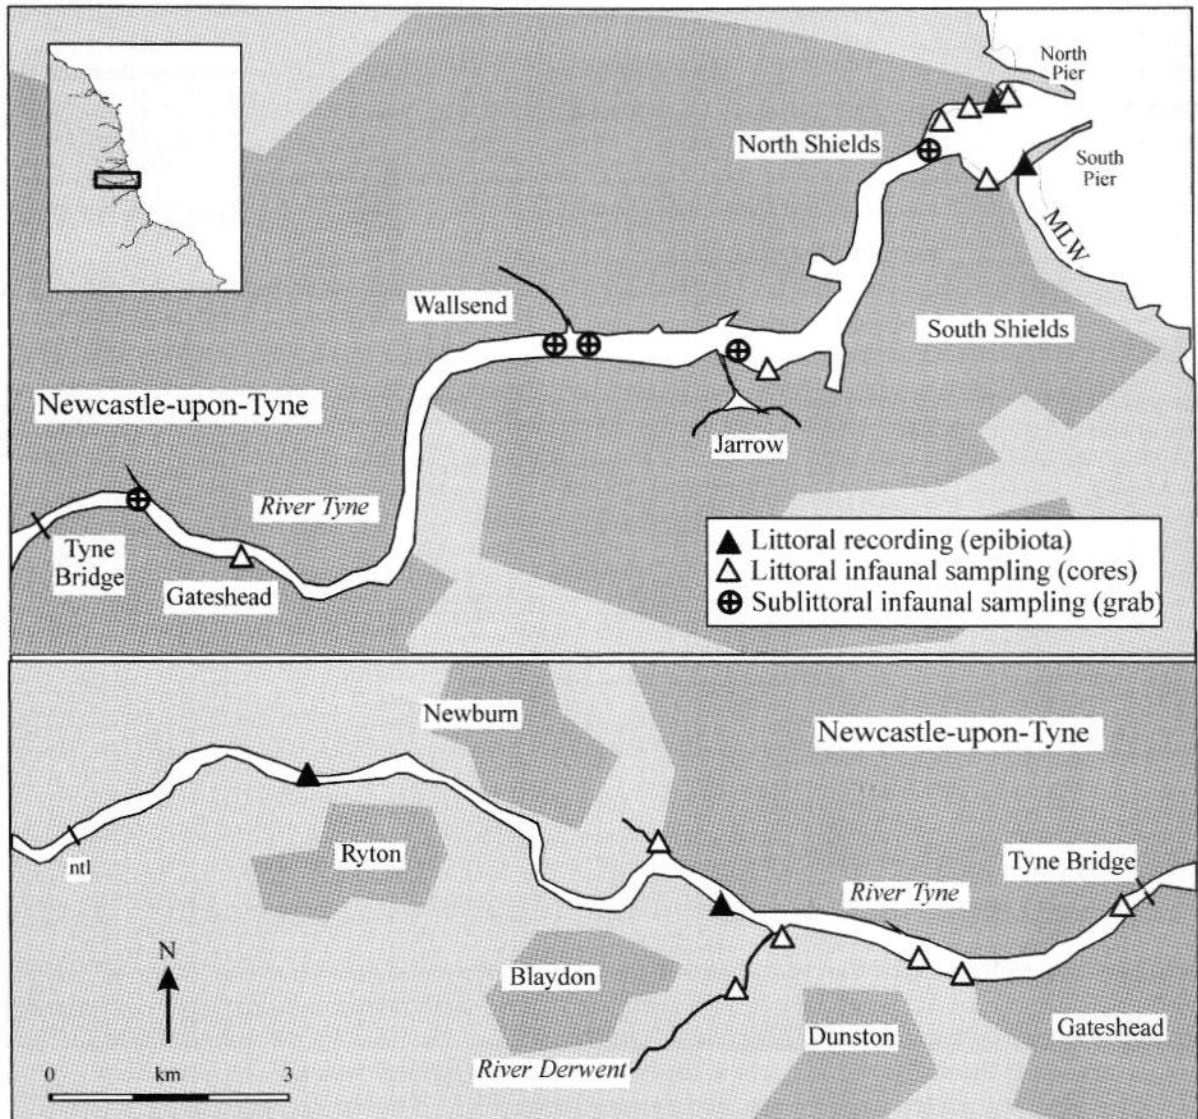 North
Pier
North Shields
South
Pier
MLW
Wallsend
South Shields
Newcastle-upon-Tyne
Jarrow
River Tyne
Tyne
Bridge
Gateshead
Littoral recording (epibiota)
Littoral infaunal sampling (cores)
Sublittoral infaunal sampling (grab)
Newburn
Newcastle-upon-Tyne
Ryton
ntl
Tyne Bridge
River Tyne
N
Blaydon
Dunston
Gateshead
River Derwent
0 km 3